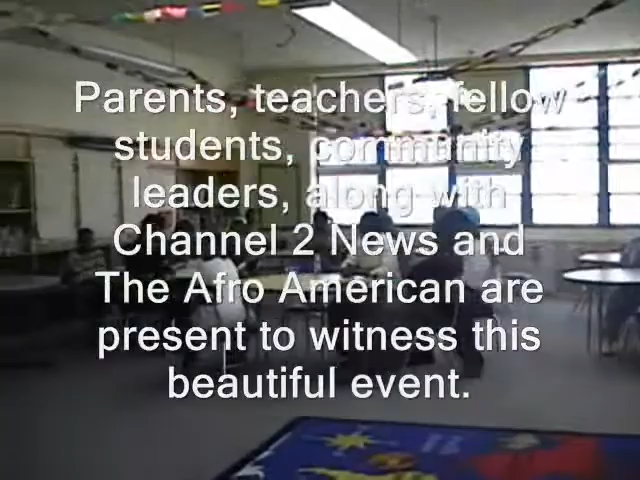 Parents, teachers, fellow
students, community
leaders, along with
Channel 2 News and
The Afro American are
present to witness this
beautiful event.